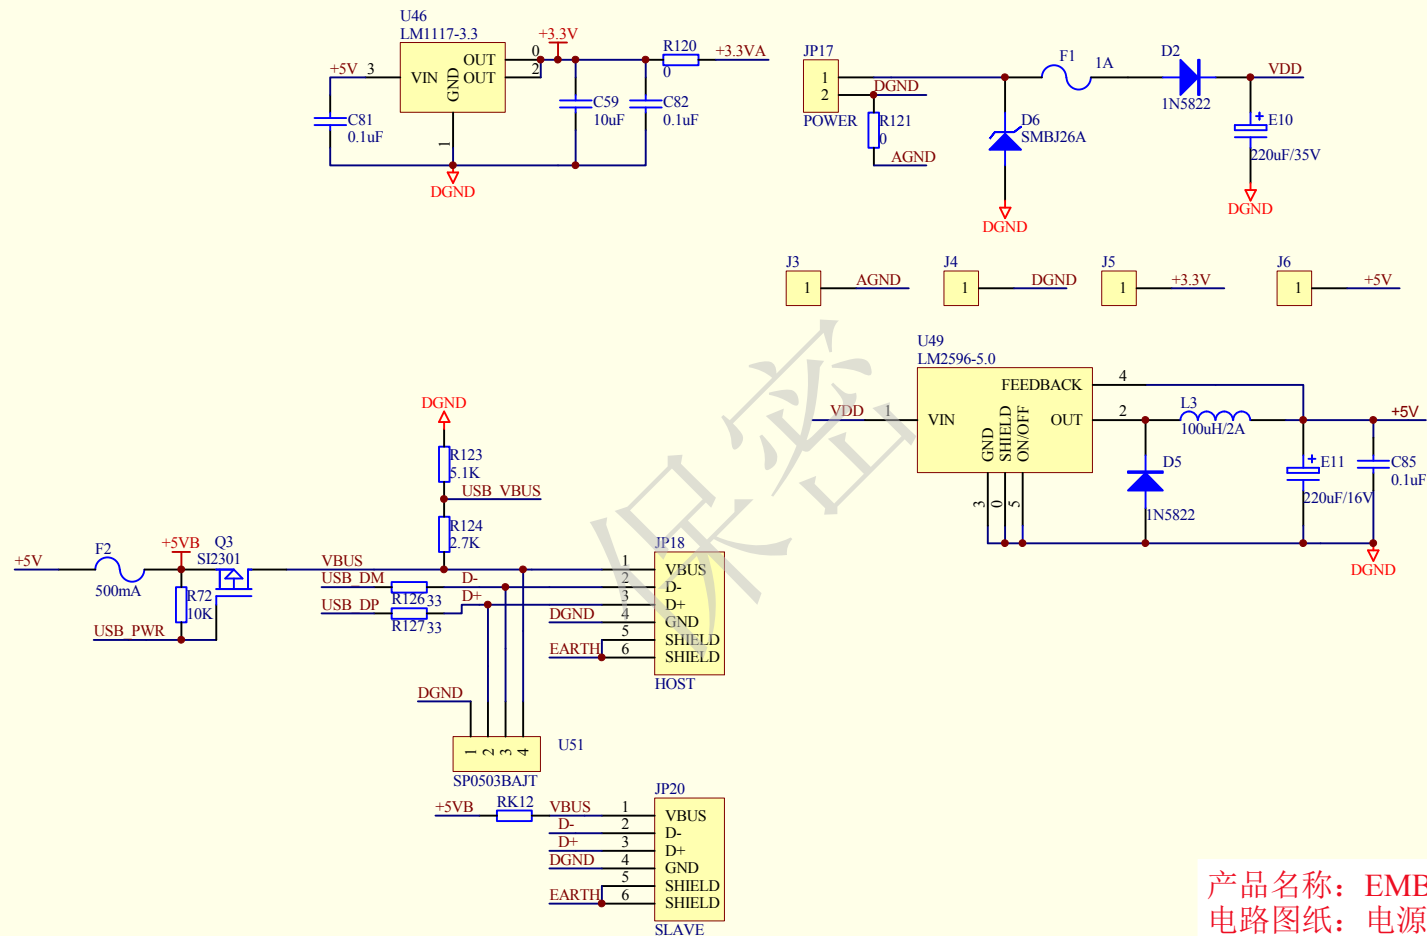 U46
LM1117-3.3
+5V 3 VIN GND OUT OUT 0 2 1
+3.3V
R120
0
+3.3VA
C81
0.1uF
C59
10uF
C82
0.1uF
DGND
JP17
1
2
POWER
DGND
R121
0
AGND
F1 1A
D2
1N5822
VDD
D6
SMBJ26A
DGND
E10
+
220uF/35V
DGND
J3
1 AGND
J4
1 DGND
J5
1 +3.3V
J6
1 +5V
U49
LM2596-5.0
VDD 1 VIN
FEEDBACK 4
OUT 2
GND SHIELD ON/OFF
3 0 5
L3
100uH/2A
+5V
D5
1N5822
E11
+
220uF/16V
C85
0.1uF
DGND
DGND
R123
5.1K
USB_VBUS
R124
2.7K
+5V
F2
500mA
+5VB
Q3
SI2301
R72
10K
USB_PWR
VBUS
USB_DM
R126 33
D-
USB_DP
R127 33
D+
DGND
EARTH
JP18
1 VBUS
2 D-
3 D+
4 GND
5 SHIELD
6 SHIELD
HOST
DGND
1 2 3 4
U51
SP0503BAJT
+5VB
RK12
VBUS
D-
D+
DGND
EARTH
JP20
1 VBUS
2 D-
3 D+
4 GND
5 SHIELD
6 SHIELD
SLAVE
保密
产品名称：EMB
电路图纸：电源